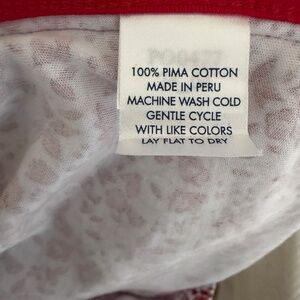 100% PIMA COTTON
MADE IN PERU
MACHINE WASH COLD
GENTLE CYCLE
WITH LIKE COLORS
LAY FLAT TO DRY